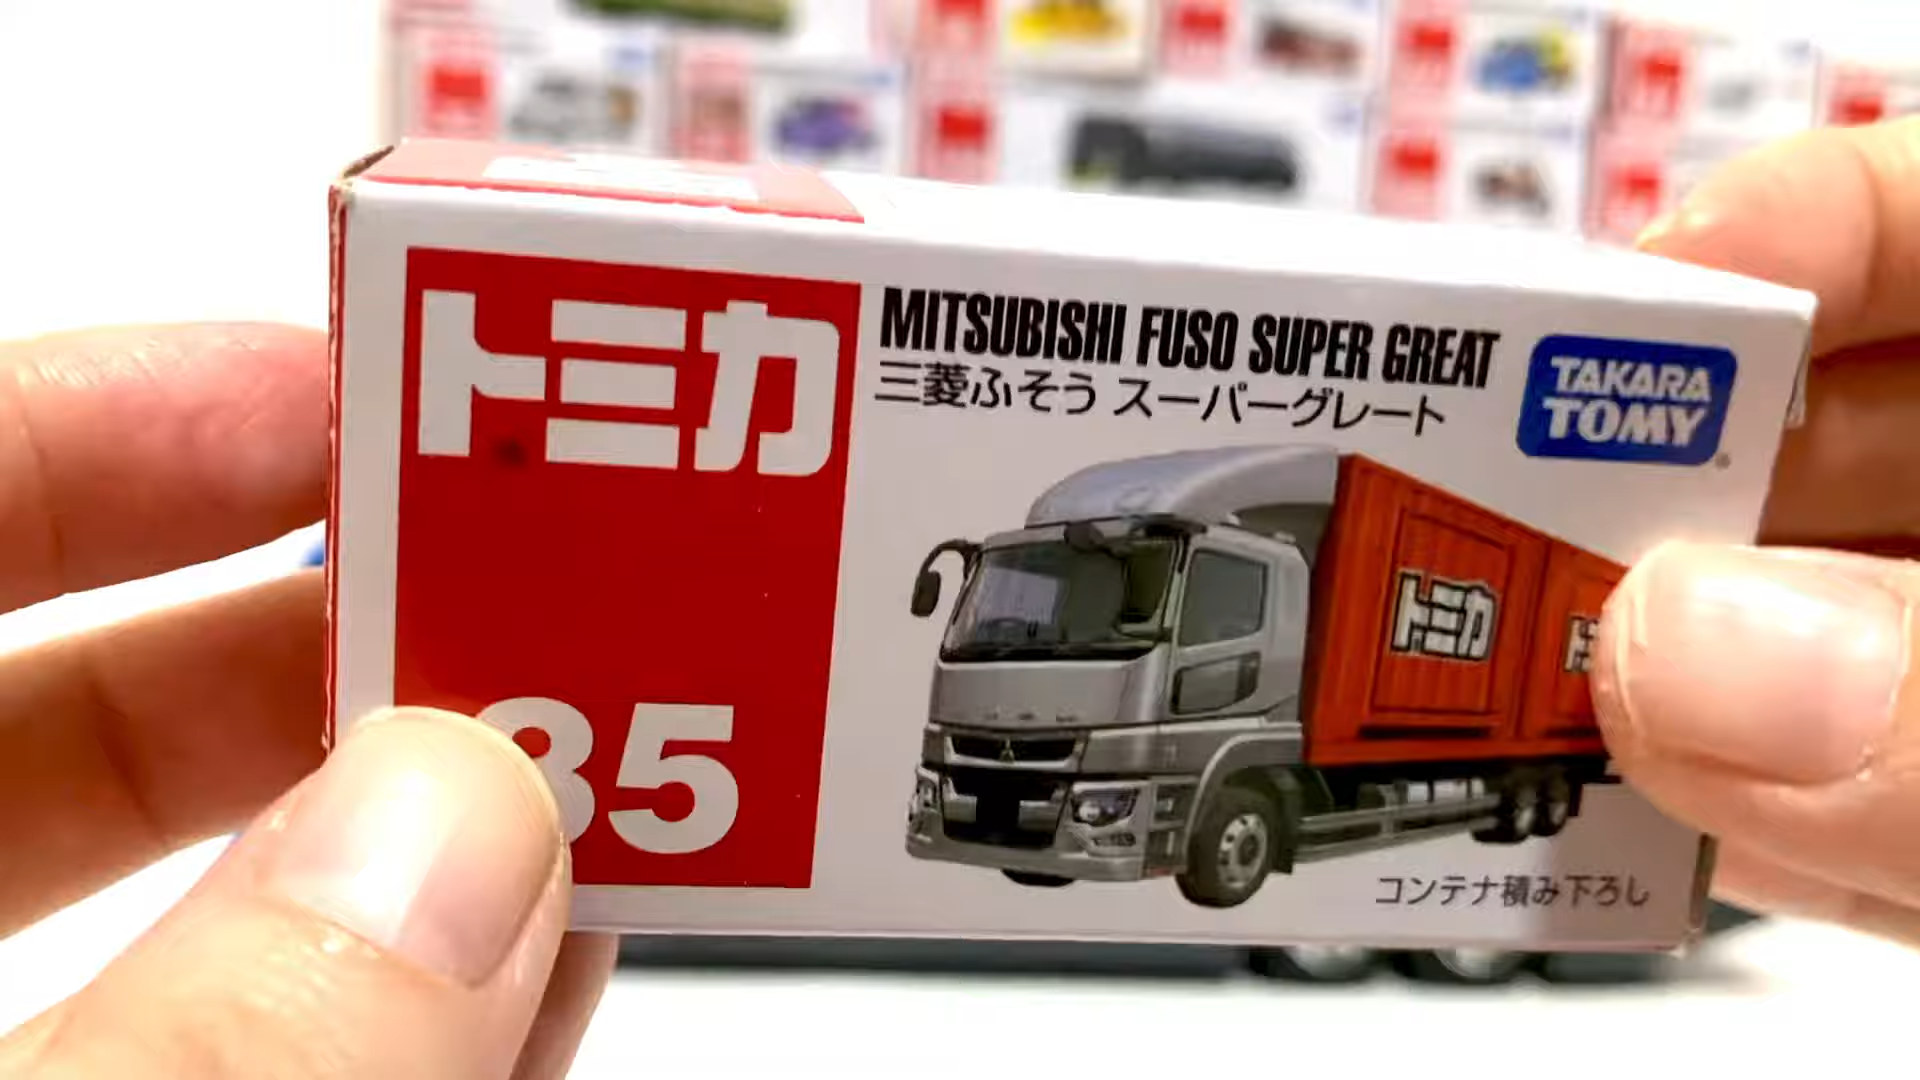 トミカ
MITSUBISHI FUSO SUPER GREAT
三菱ふそう スーパーグレート
TAKARA
TOMY
トミカ
85
コンテナ積み下ろし